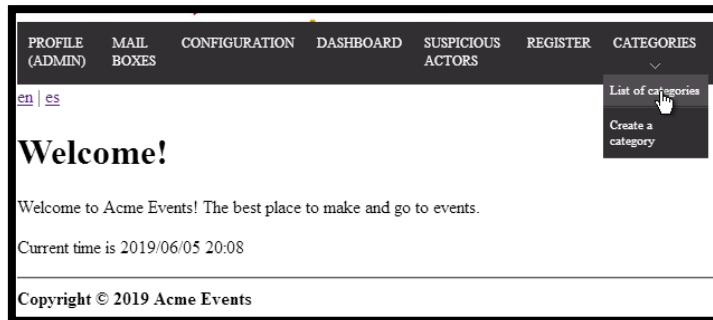 PROFILE (ADMIN)
MAIL BOXES
CONFIGURATION
DASHBOARD
SUSPICIOUS ACTORS
REGISTER
CATEGORIES
List of categories
Create a category
en | es
Welcome!
Welcome to Acme Events! The best place to make and go to events.
Current time is 2019/06/05 20:08
Copyright © 2019 Acme Events